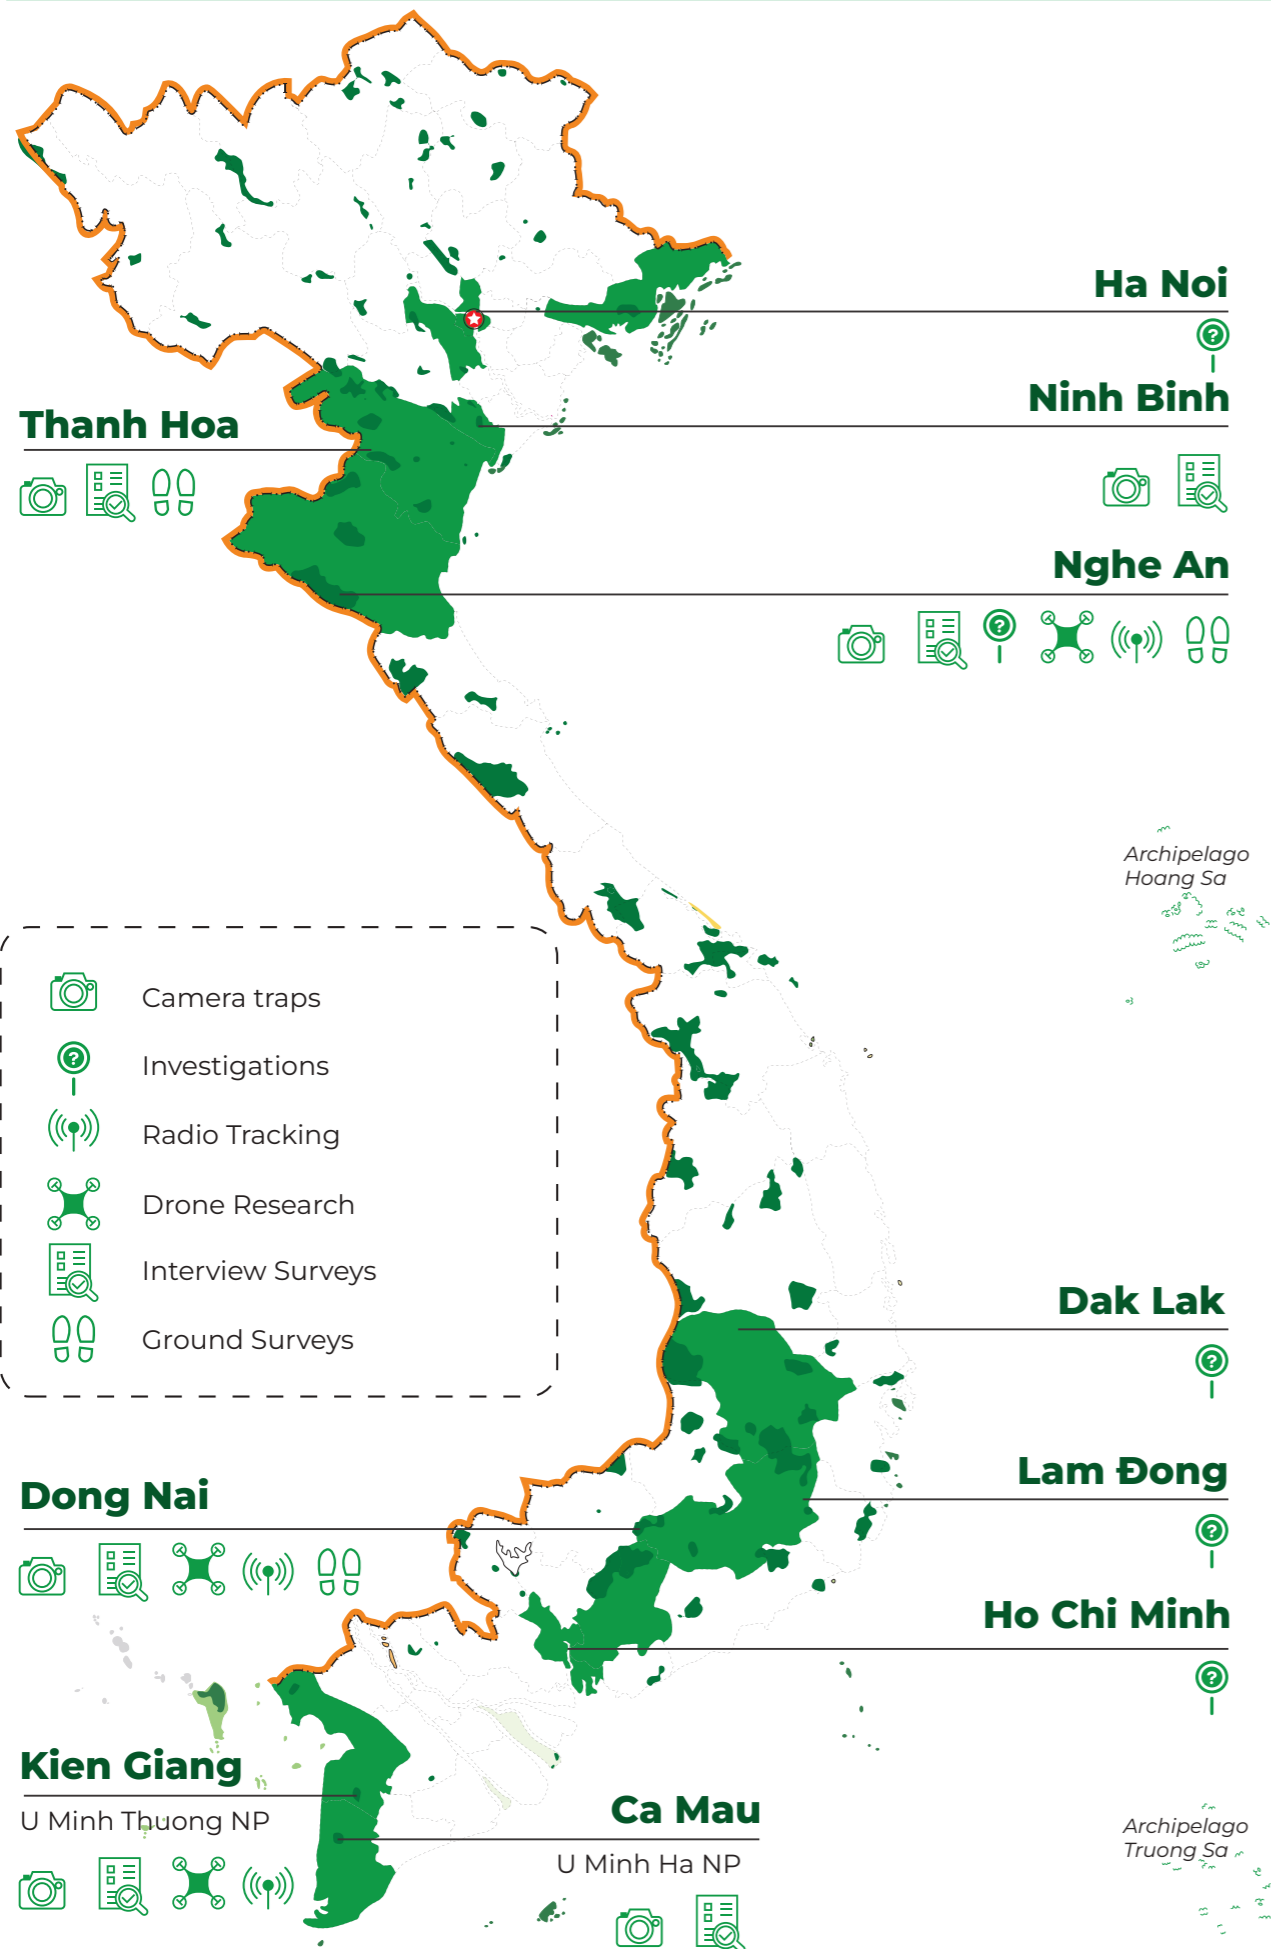 Ha Noi
Ninh Binh
Thanh Hoa
Nghe An
Archipelago
Hoang Sa
Camera traps
Investigations
Radio Tracking
Drone Research
Interview Surveys
Ground Surveys
Dak Lak
Lam Đong
Dong Nai
Ho Chi Minh
Kien Giang
U Minh Thuong NP
Ca Mau
U Minh Ha NP
Archipelago
Truong Sa